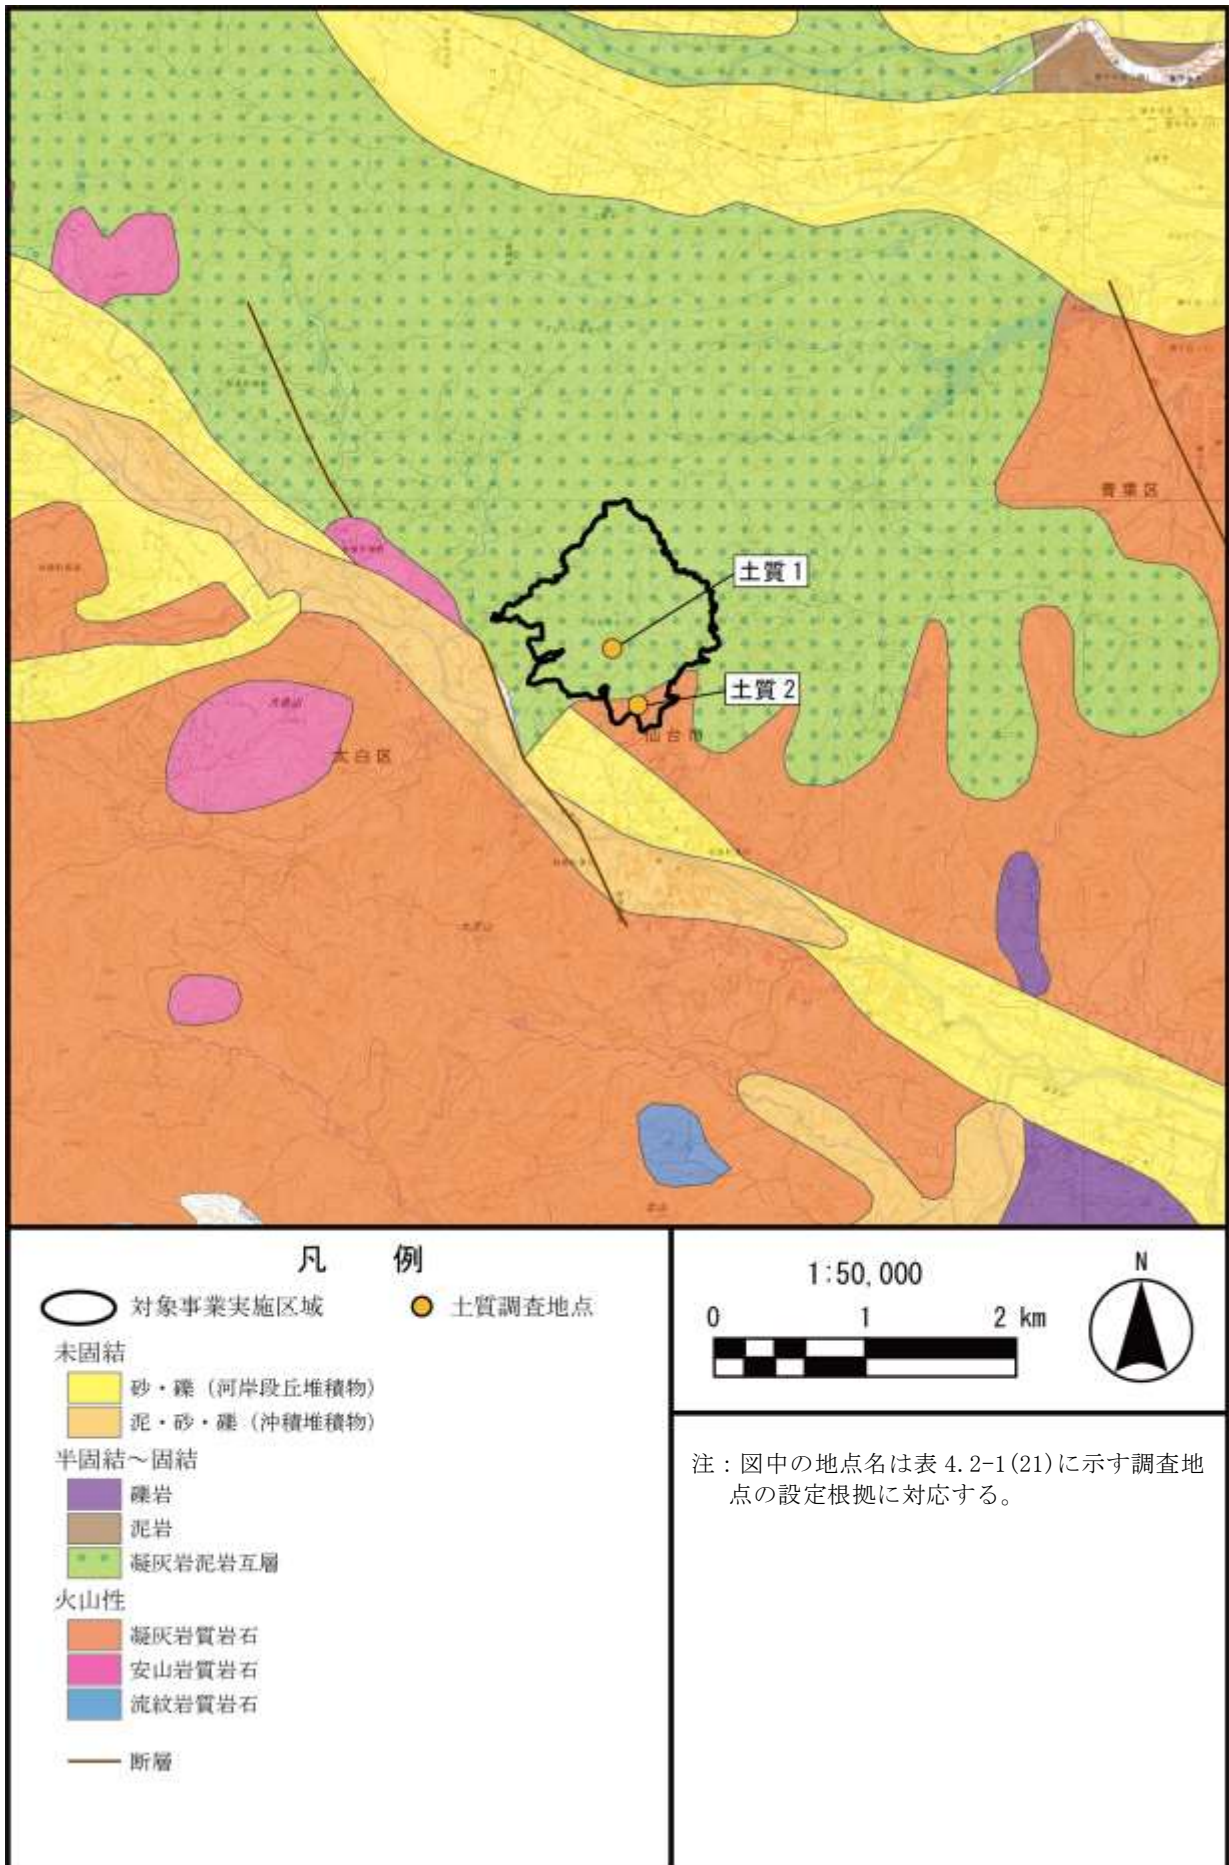 青葉区
土質 1
土質 2
仙台市
太白区
凡 例
対象事業実施区域
土質調査地点
未固結
砂・礫（河岸段丘堆積物）
泥・砂・礫（沖積堆積物）
半固結～固結
礫岩
泥岩
凝灰岩泥岩互層
火山性
凝灰岩質岩石
安山岩質岩石
流紋岩質岩石
断層
1:50,000
0 1 2 km
N
注：図中の地点名は表 4.2-1(21)に示す調査地
点の設定根拠に対応する。